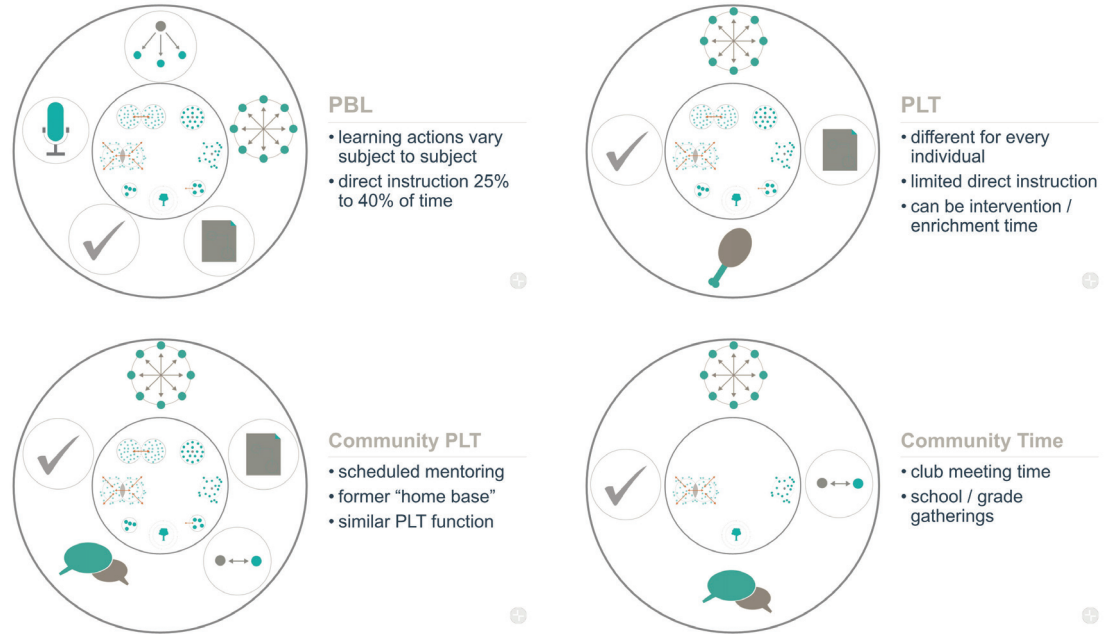 PBL
• learning actions vary
subject to subject
• direct instruction 25%
to 40% of time
PLT
• different for every
individual
• limited direct instruction
• can be intervention /
enrichment time
Community PLT
• scheduled mentoring
• former “home base”
• similar PLT function
Community Time
• club meeting time
• school / grade
gatherings